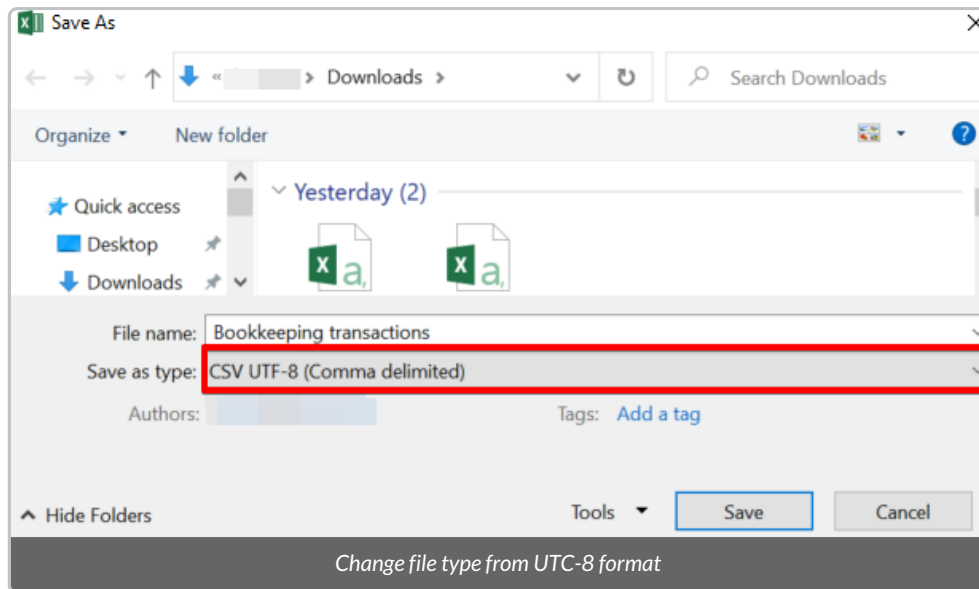 Save As
« > Downloads >
Search Downloads
Organize
New folder
Quick access
Desktop
Downloads
Yesterday (2)
X a,
X a,
File name: Bookkeeping transactions
Save as type: CSV UTF-8 (Comma delimited)
Authors:
Tags: Add a tag
Hide Folders
Tools
Save
Cancel
Change file type from UTC-8 format